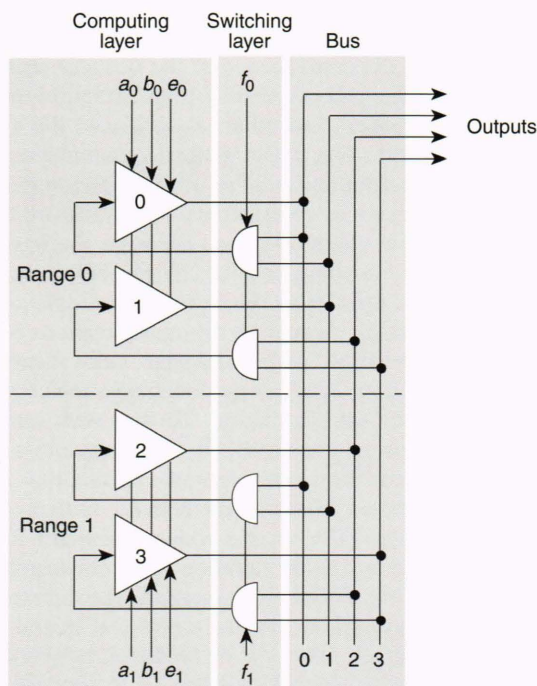 Computing layer
Switching layer
Bus
a₀ b₀ e₀
f₀
Outputs
0
Range 0
1
2
Range 1
3
a₁ b₁ e₁
f₁
0 1 2 3